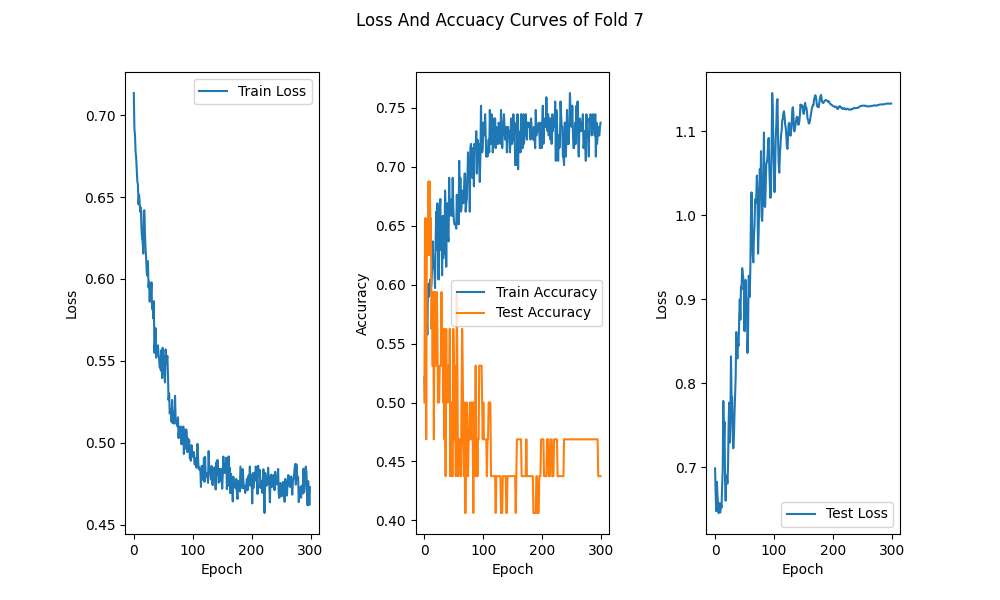 Loss And Accuacy Curves of Fold 7
Train Loss
0.70
0.65
0.60
0.55
0.50
0.45
Loss
0
100
200
300
Epoch
0.75
0.70
0.65
0.60
0.55
0.50
0.45
0.40
Accuracy
Train Accuracy
Test Accuracy
0
100
200
300
Epoch
1.1
1.0
0.9
0.8
0.7
Loss
Test Loss
0
100
200
300
Epoch